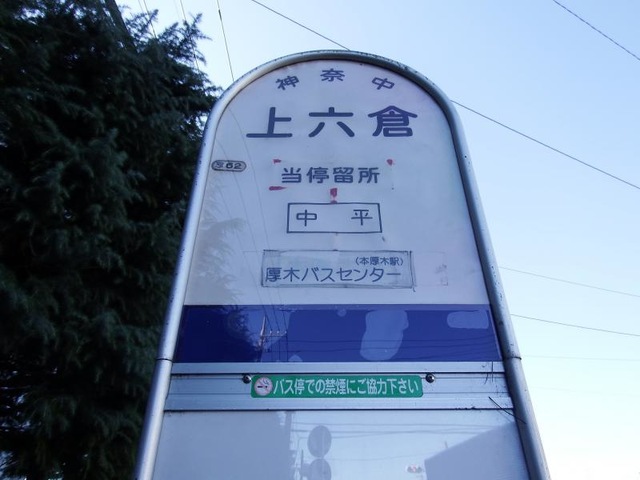 神奈中
上六倉
当停留所
中平
(本厚木駅)
厚木バスセンター
バス停での禁煙にご協力下さい